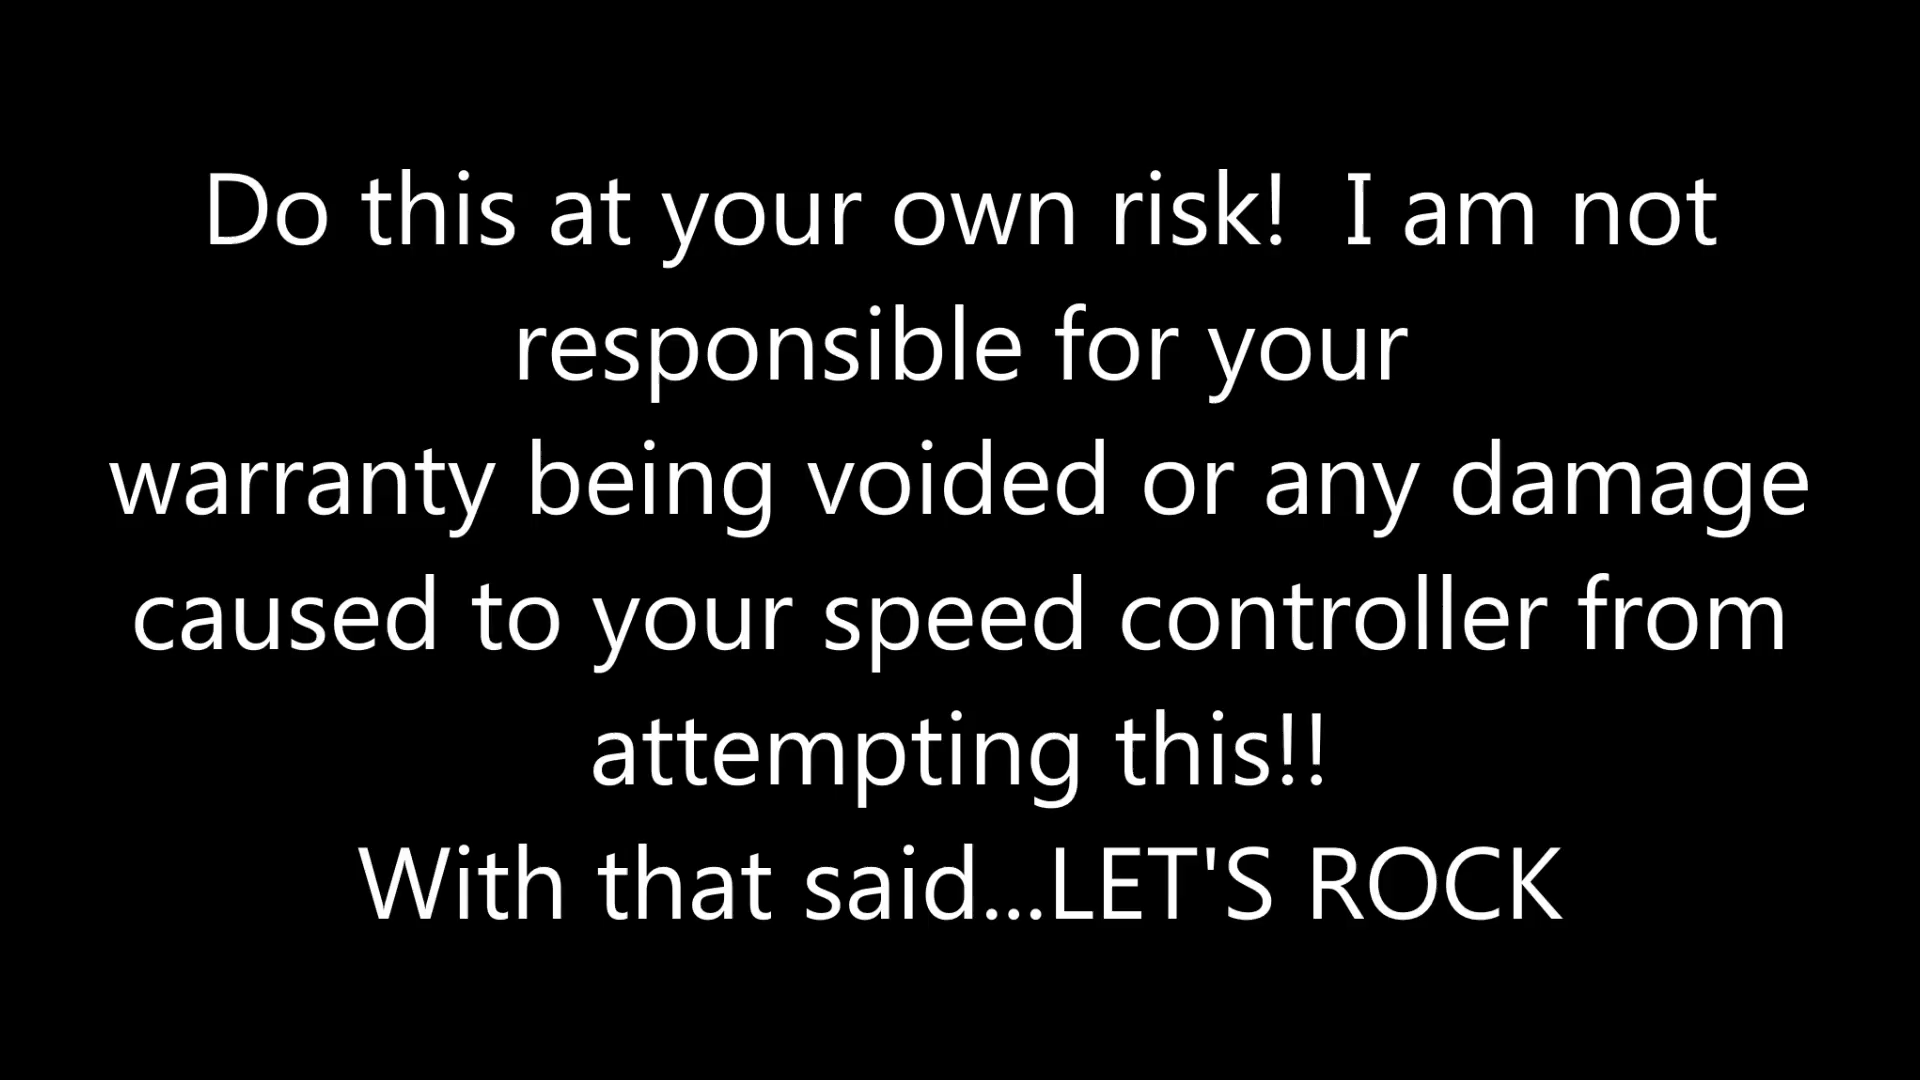 Do this at your own risk!  I am not
responsible for your
warranty being voided or any damage
caused to your speed controller from
attempting this!!
With that said...LET'S ROCK